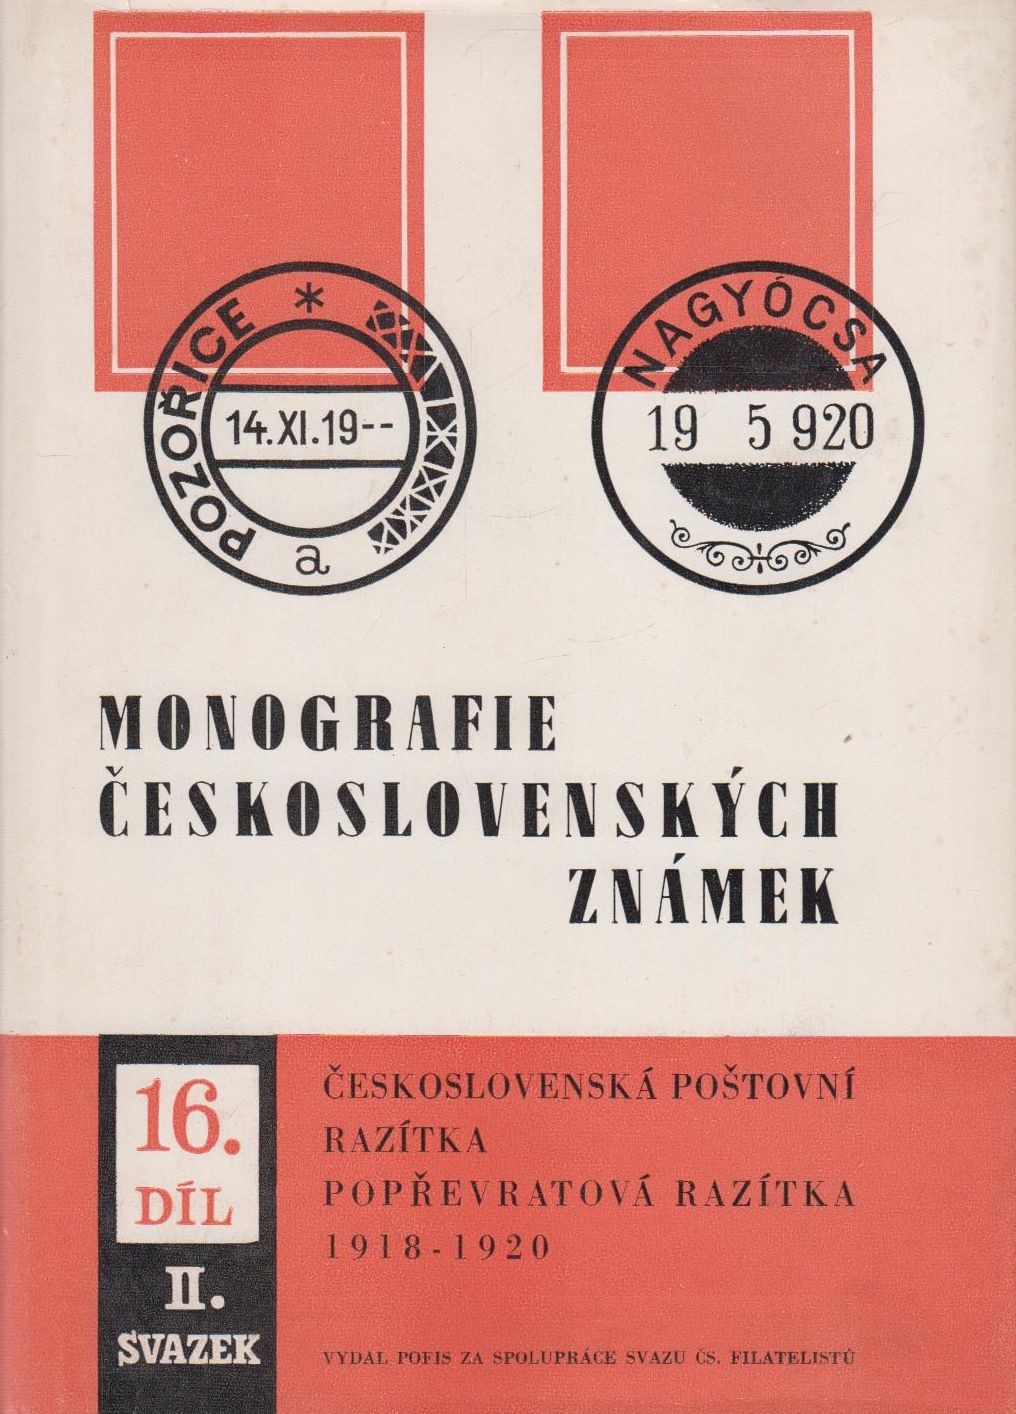 POZOŘICE *
14.XI.19--
a
NAGYÓCSA
19 5 920
MONOGRAFIE
ČESKOSLOVENSKÝCH
ZNÁMEK
16.
DÍL
II.
SVAZEK
ČESKOSLOVENSKÁ POŠTOVNÍ
RAZÍTKA
POPŘEVRATOVÁ RAZÍTKA
1918-1920
VYDAL POFIS ZA SPOLUPRÁCE SVAZU ČS. FILATELISTŮ